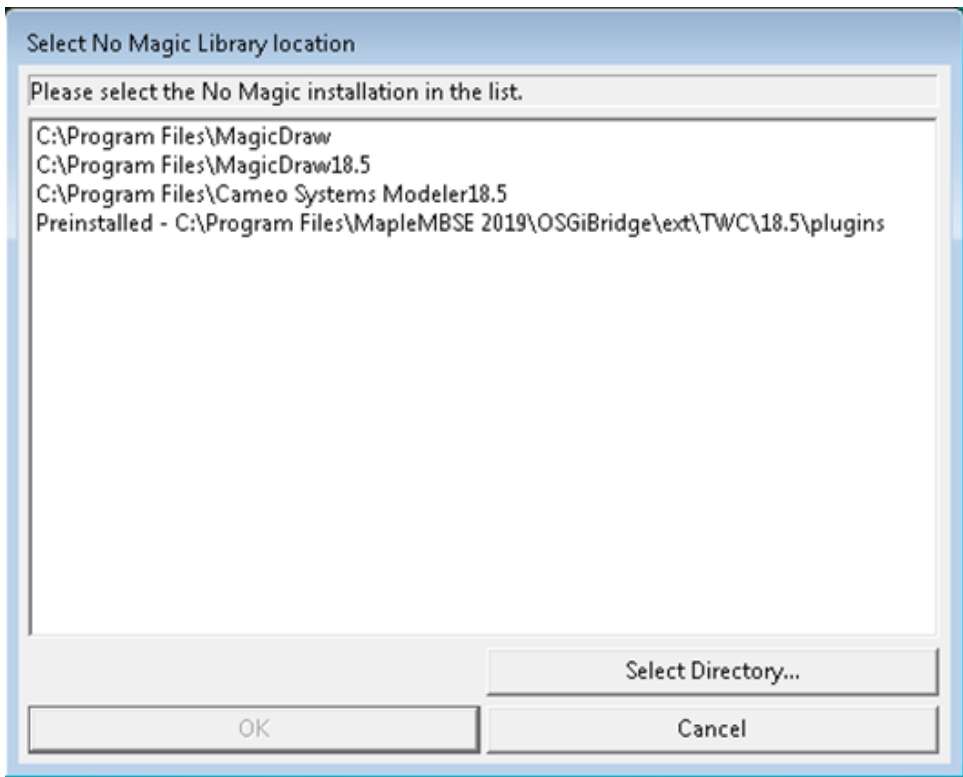 Select No Magic Library location
Please select the No Magic installation in the list.
C:\Program Files\MagicDraw
C:\Program Files\MagicDraw18.5
C:\Program Files\Cameo Systems Modeler18.5
Preinstalled - C:\Program Files\MapleMBSE 2019\OSGiBridge\ext\TWC\18.5\plugins
Select Directory...
OK
Cancel